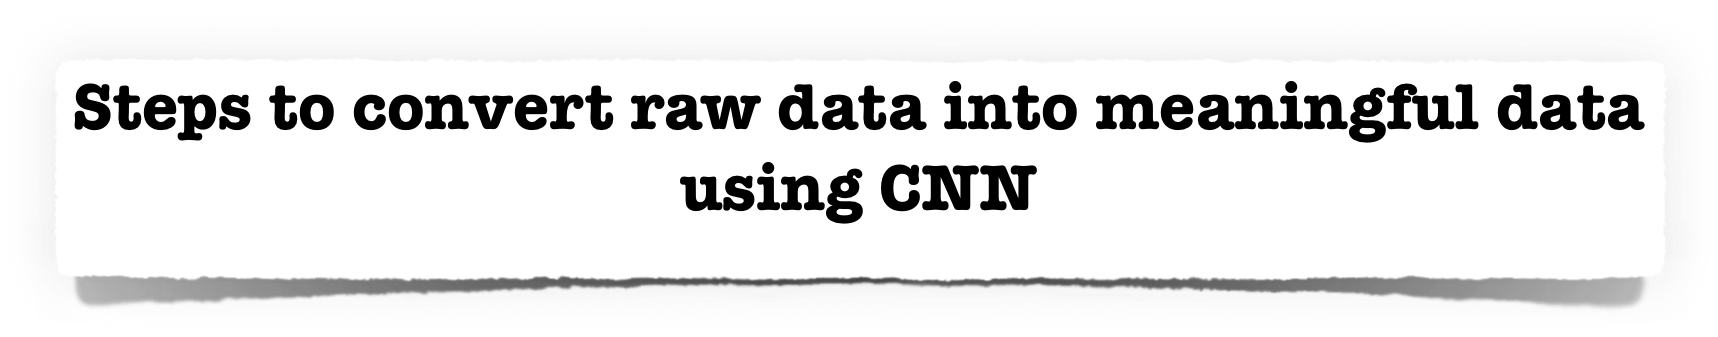 Steps to convert raw data into meaningful data
using CNN